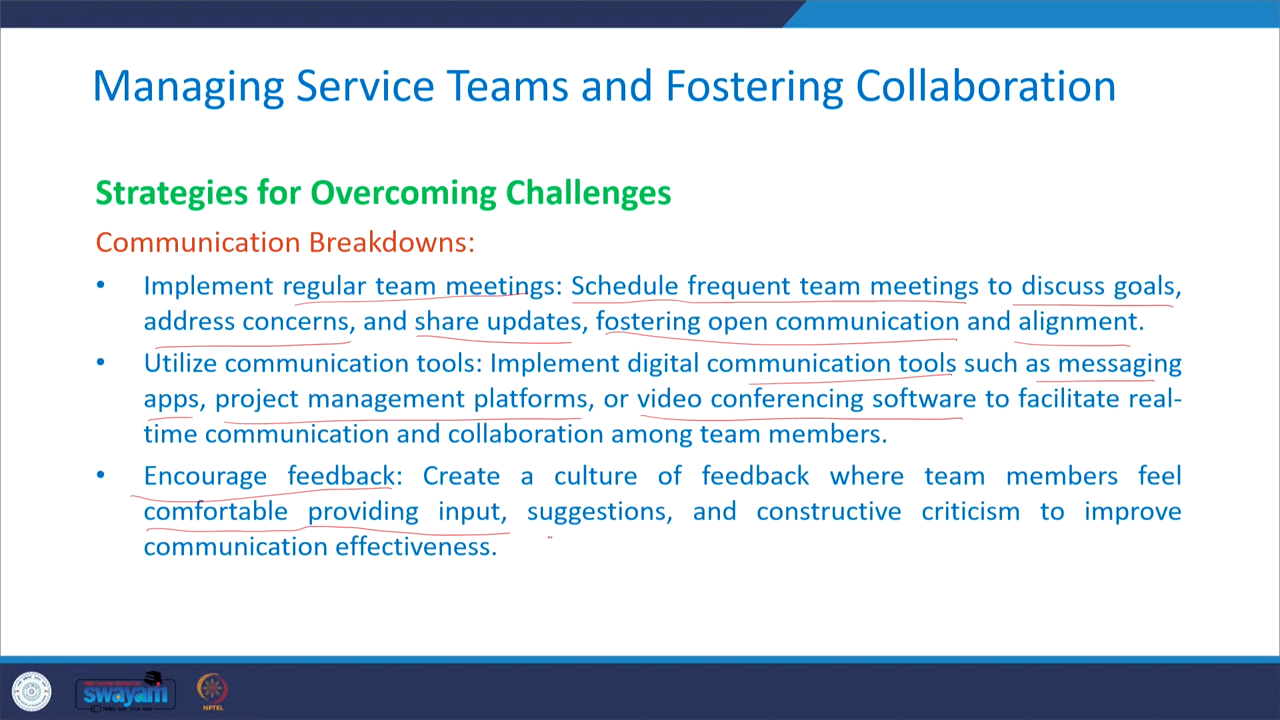 Managing Service Teams and Fostering Collaboration
Strategies for Overcoming Challenges
Communication Breakdowns:
• Implement regular team meetings: Schedule frequent team meetings to discuss goals,
address concerns, and share updates, fostering open communication and alignment.
• Utilize communication tools: Implement digital communication tools such as messaging
apps, project management platforms, or video conferencing software to facilitate real-
time communication and collaboration among team members.
• Encourage feedback: Create a culture of feedback where team members feel
comfortable providing input, suggestions, and constructive criticism to improve
communication effectiveness.
swayam
NPTEL